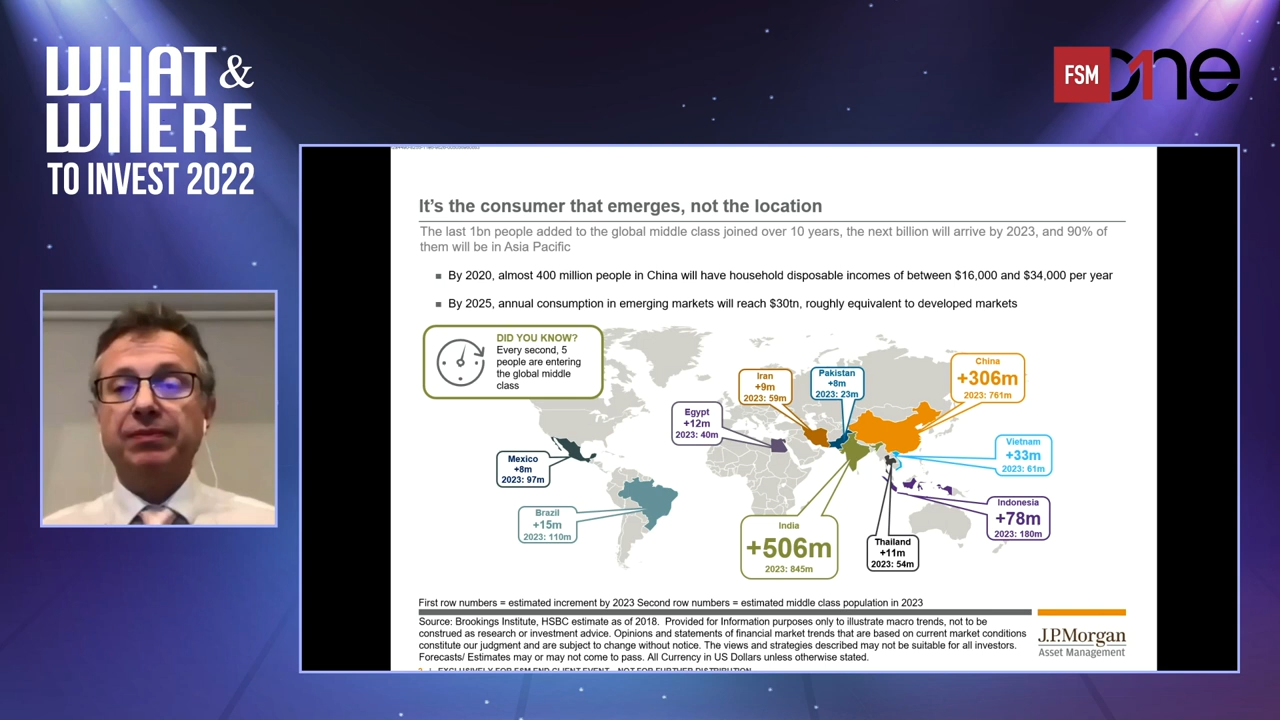 WHAT &
WHERE
TO INVEST 2022
FSM
One
It's the consumer that emerges, not the location
The last 1bn people added to the global middle class joined over 10 years, the next billion will arrive by 2023, and 90% of
them will be in Asia Pacific
■ By 2020, almost 400 million people in China will have household disposable incomes of between $16,000 and $34,000 per year
■ By 2025, annual consumption in emerging markets will reach $30tn, roughly equivalent to developed markets
DID YOU KNOW?
Every second, 5
people are entering
the global middle
class
Iran
+9m
2023: 59m
Pakistan
+8m
2023: 23m
China
+306m
2023: 761m
Egypt
+12m
2023: 40m
Mexico
+8m
2023: 97m
Vietnam
+33m
2023: 61m
Brazil
+15m
2023: 110m
India
+506m
2023: 845m
Thailand
+11m
2023: 54m
Indonesia
+78m
2023: 180m
First row numbers = estimated increment by 2023 Second row numbers = estimated middle class population in 2023
Source: Brookings Institute, HSBC estimate as of 2018. Provided for Information purposes only to illustrate macro trends, not to be
construed as research or investment advice. Opinions and statements of financial market trends that are based on current market conditions
constitute our judgment and are subject to change without notice. The views and strategies described may not be suitable for all investors.
Forecasts/ Estimates may or may not come to pass. All Currency in US Dollars unless otherwise stated.
J.P.Morgan
Asset Management
EXCLUSIVELY FOR FSM END CLIENT EVENT – NOT FOR FURTHER DISTRIBUTION